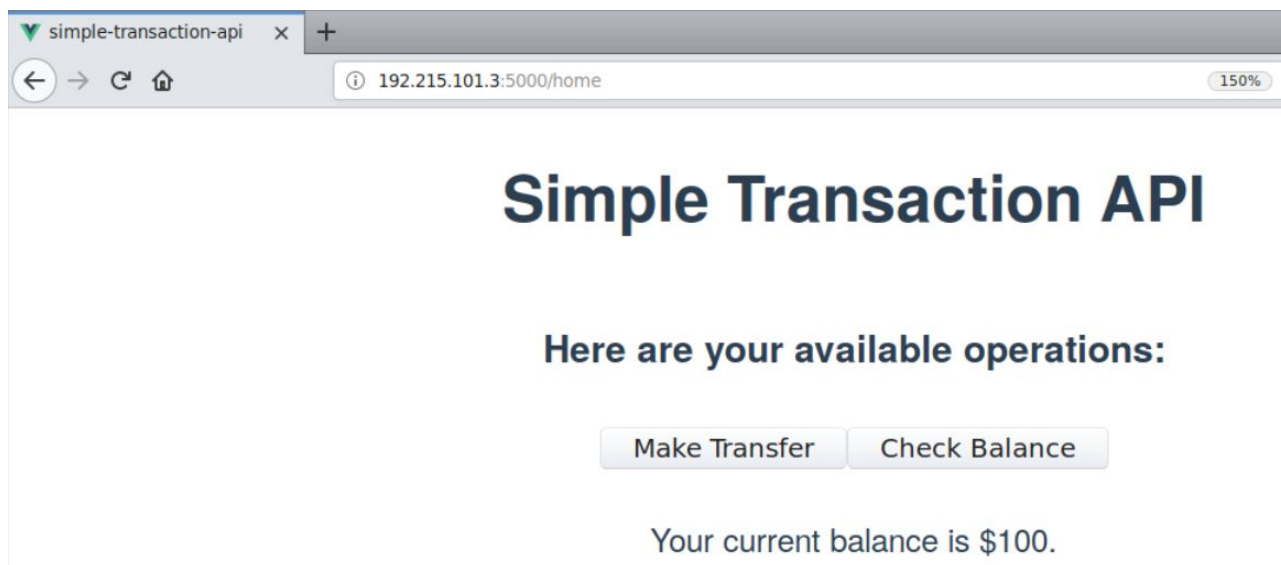 simple-transaction-api
192.215.101.3:5000/home
150%
Simple Transaction API
Here are your available operations:
Make Transfer Check Balance
Your current balance is $100.